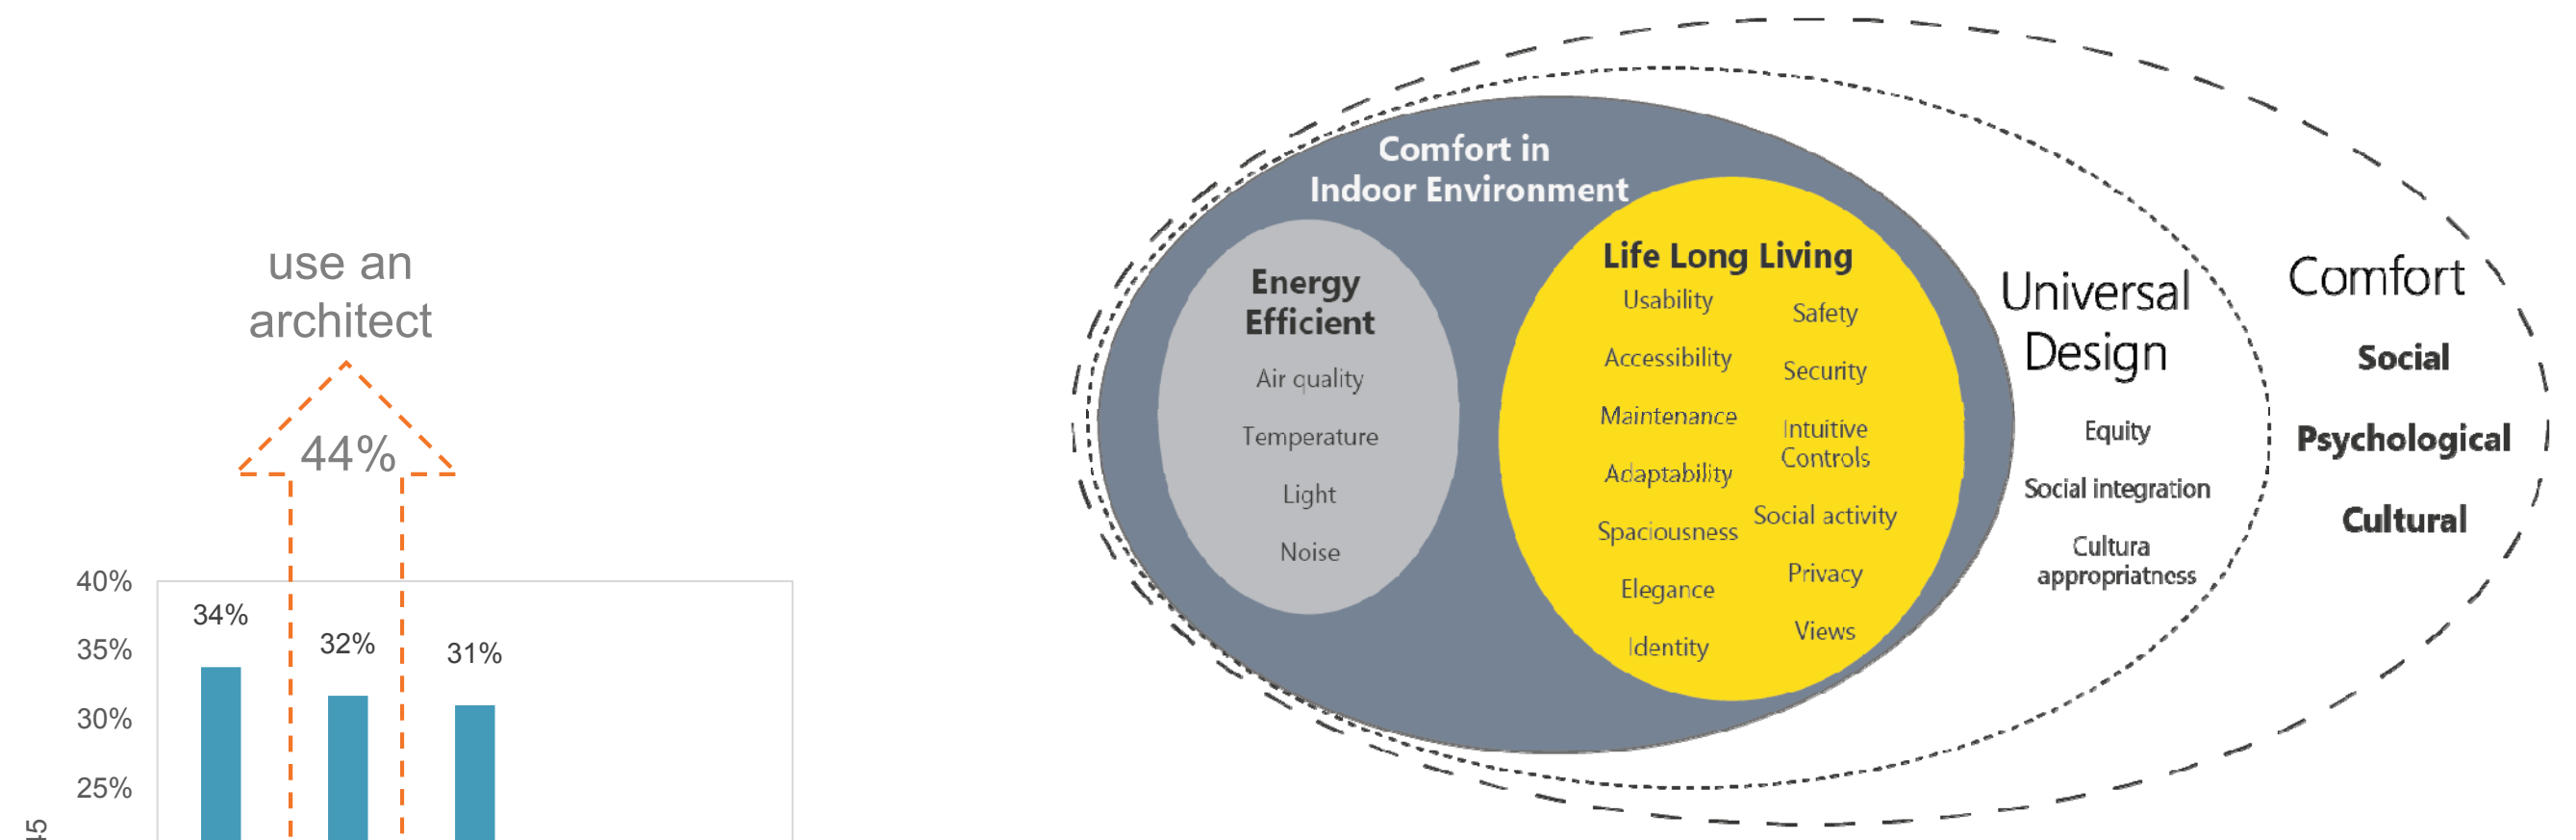 use an
architect
44%
40%
35%
30%
25%
34%
32%
31%
45
Comfort in
Indoor Environment
Energy
Efficient
Air quality
Temperature
Light
Noise
Life Long Living
Usability
Accessibility
Maintenance
Adaptability
Spaciousness
Elegance
Identity
Safety
Security
Intuitive
Controls
Social activity
Privacy
Views
Universal
Design
Equity
Social integration
Cultura
appropriatness
Comfort
Social
Psychological
Cultural